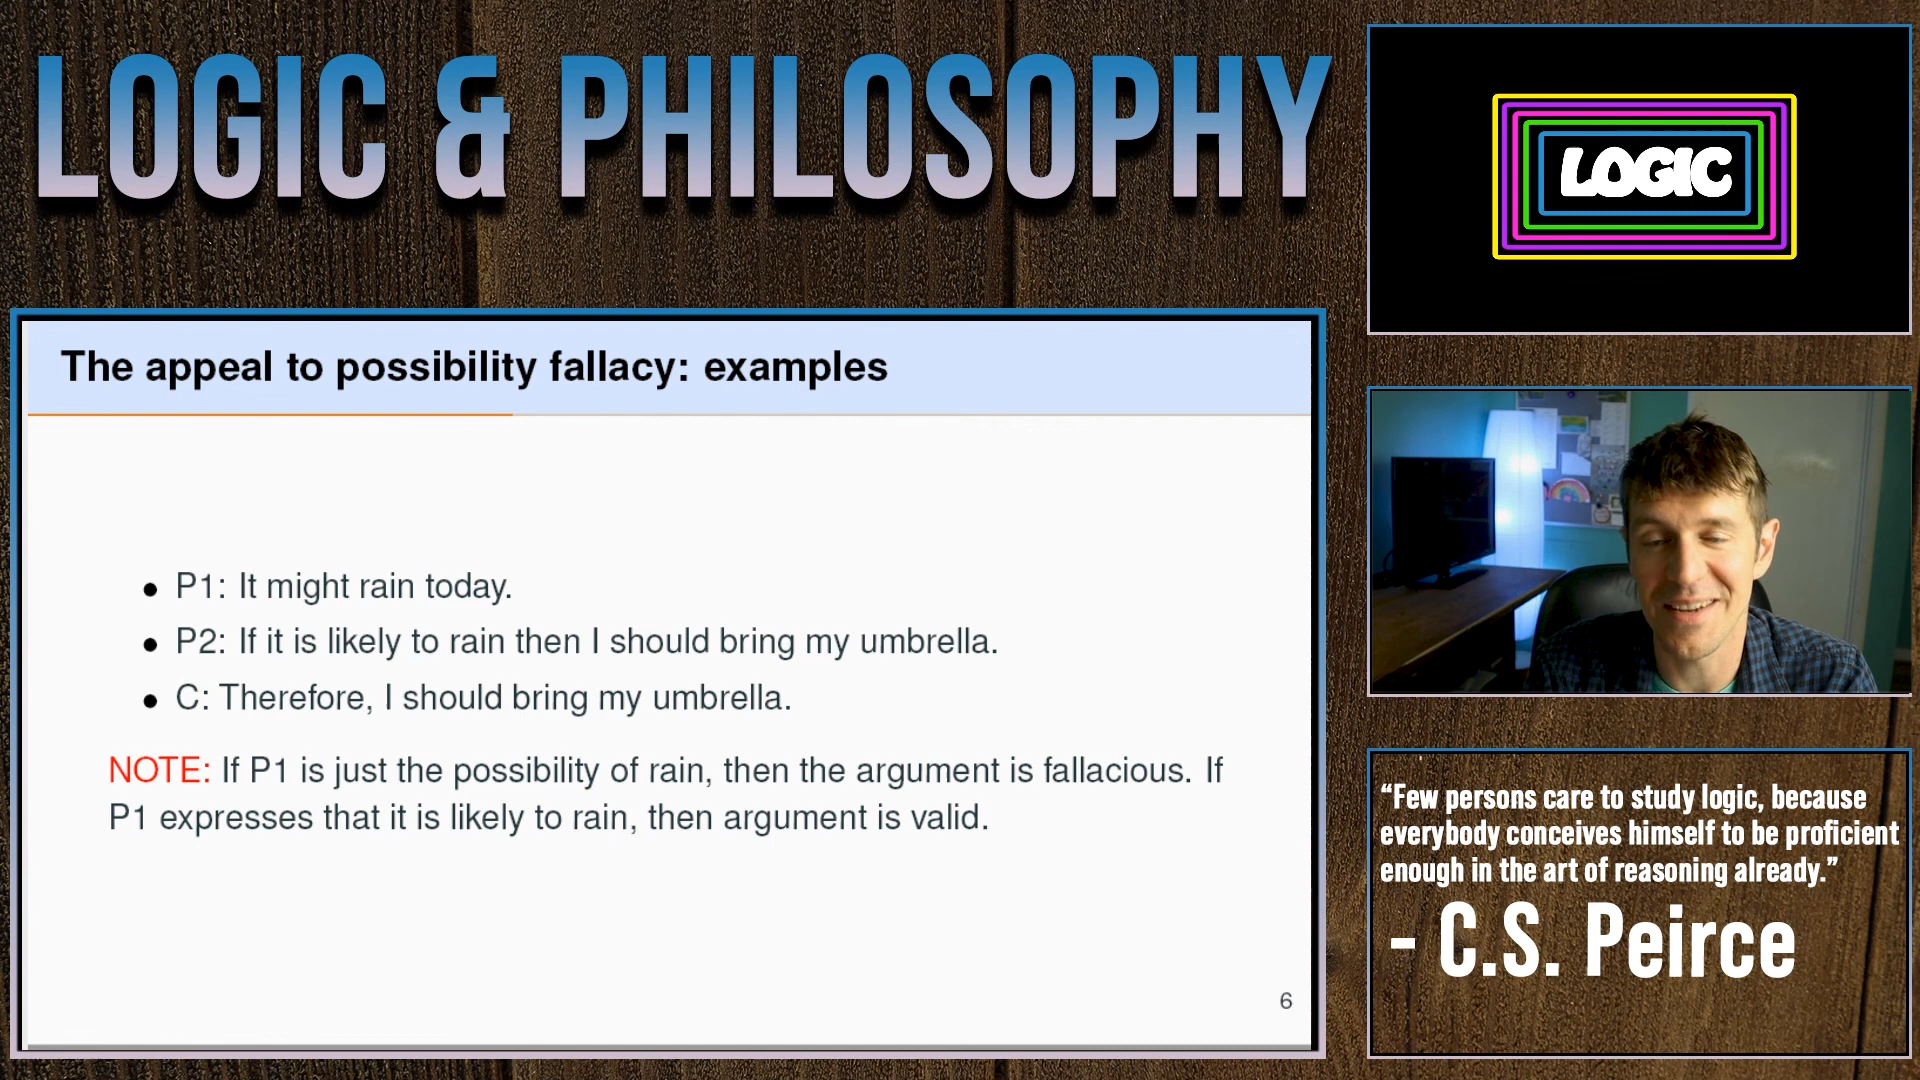 LOGIC & PHILOSOPHY
LOGIC
The appeal to possibility fallacy: examples
● P1: It might rain today.
● P2: If it is likely to rain then I should bring my umbrella.
● C: Therefore, I should bring my umbrella.
NOTE: If P1 is just the possibility of rain, then the argument is fallacious. If
P1 expresses that it is likely to rain, then argument is valid.
6
“Few persons care to study logic, because
everybody conceives himself to be proficient
enough in the art of reasoning already.”
- C.S. Peirce